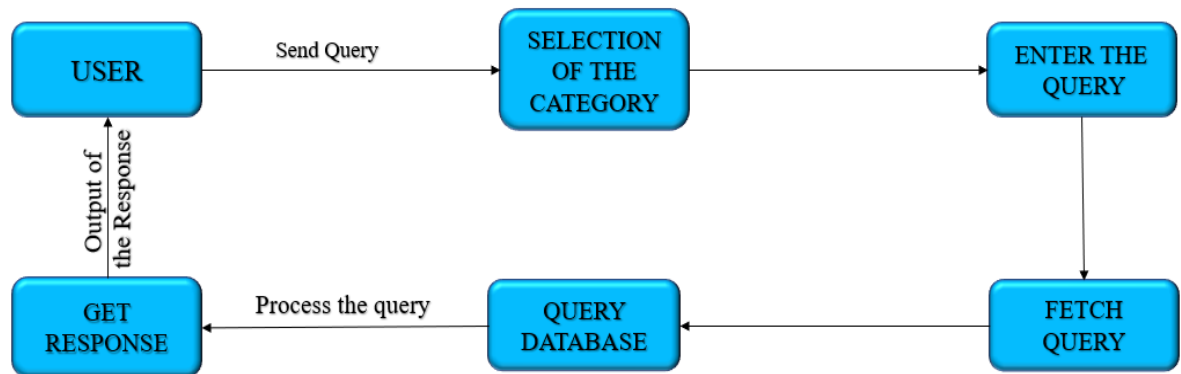 USER
Send Query
SELECTION
OF THE
CATEGORY
ENTER THE
QUERY
Output of
the Response
GET
RESPONSE
Process the query
QUERY
DATABASE
FETCH
QUERY